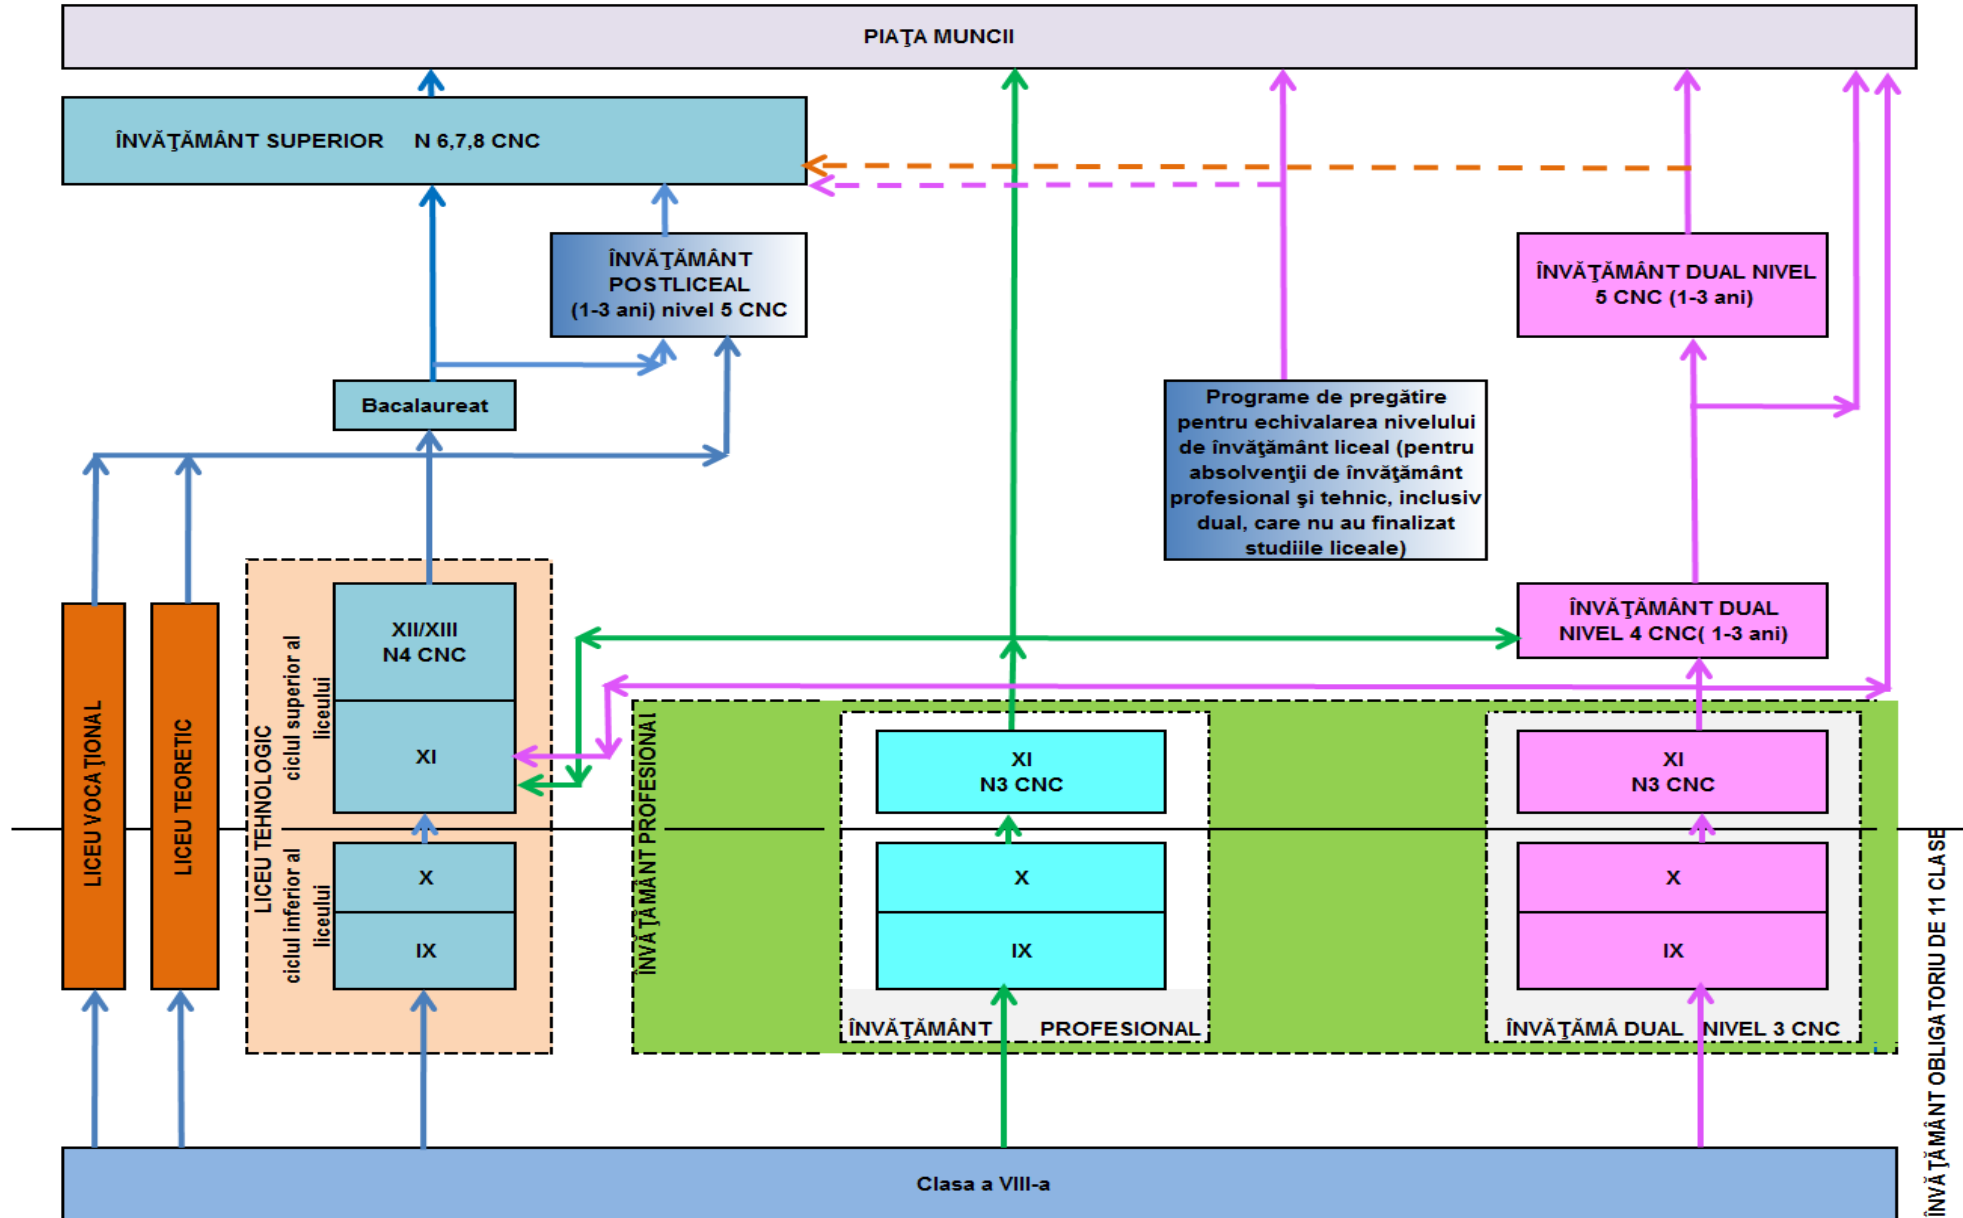 PIAŢA MUNCII
ÎNVĂŢĂMÂNT SUPERIOR N 6,7,8 CNC
ÎNVĂŢĂMÂNT
POSTLICEAL
(1-3 ani) nivel 5 CNC
ÎNVĂŢĂMÂNT DUAL NIVEL
5 CNC (1-3 ani)
Bacalaureat
Programe de pregătire
pentru echivalarea nivelului
de învăţământ liceal (pentru
absolvenţii de învăţământ
profesional şi tehnic, inclusiv
dual, care nu au finalizat
studiile liceale)
LICEU VOCAŢIONAL
LICEU TEORETIC
LICEU TEHNOLOGIC
ciclul superior al
liceului
ciclul inferior al
liceului
XII/XIII
N4 CNC
XI
X
IX
ÎNVĂŢĂMÂNT PROFESIONAL
XI
N3 CNC
X
IX
ÎNVĂŢĂMÂNT PROFESIONAL
ÎNVĂŢĂMÂNT DUAL
NIVEL 4 CNC( 1-3 ani)
XI
N3 CNC
X
IX
ÎNVĂŢĂMÂ DUAL NIVEL 3 CNC
ÎNVĂŢĂMÂNT OBLIGATORIU DE 11 CLASE
Clasa a VIII-a